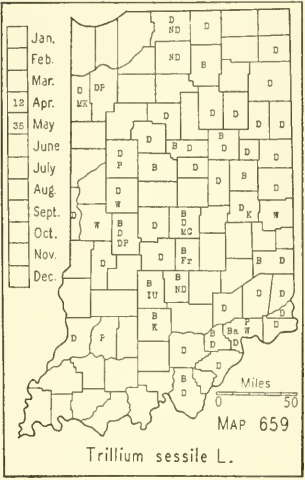 Jan.
Feb.
Mar.
12 Apr.
35 May
June
July
Aug.
Sept.
Oct.
Nov.
Dec.
D
ND
D
ND
B
D
D
MK
DP
D
D
D
D
B
D
B
D
D
D
P
B
D
B
D
D
W
D
D
K
W
D
W
B
D
DP
D
B
D
MC
D
B
Fr
B
D
B
IU
B
ND
D
D
D
B
K
D
P
D
B
D
Ba
D
P
W
D
B
D
Miles
0 50
MAP 659
Trillium sessile L.